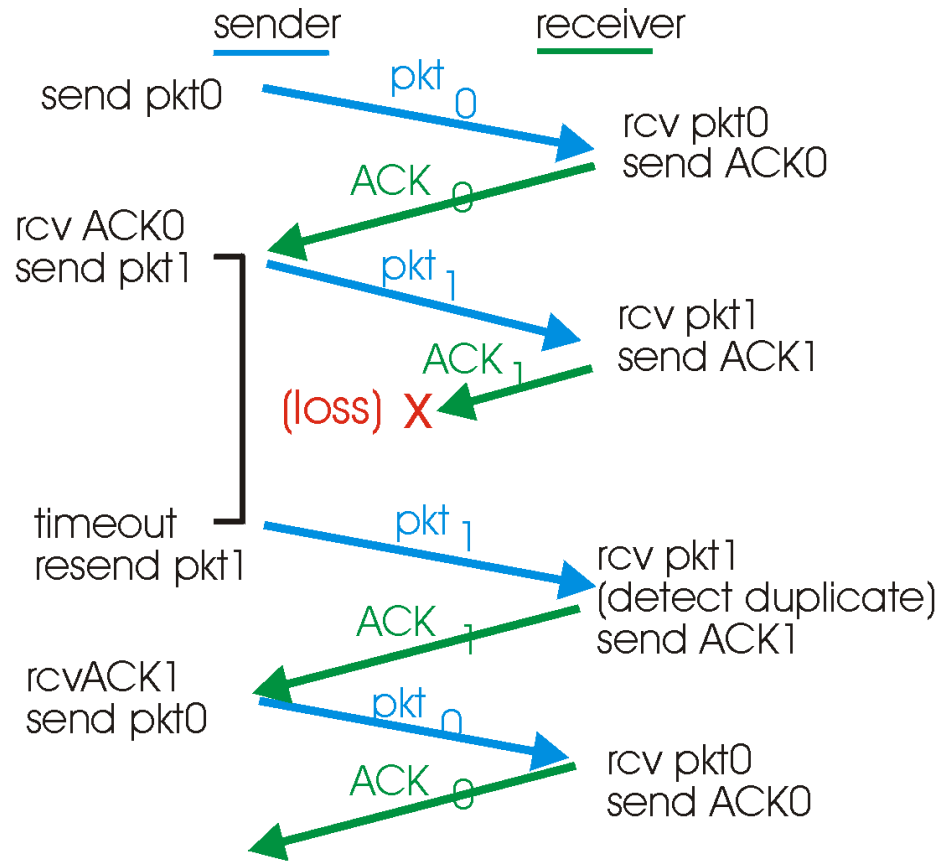 sender
receiver
send pkt0
pkt 0
rcv pkt0
send ACK0
ACK 0
rcv ACK0
send pkt1
pkt 1
rcv pkt1
send ACK1
ACK 1
(loss) X
timeout
resend pkt1
pkt 1
rcv pkt1
(detect duplicate)
send ACK1
ACK 1
rcvACK1
send pkt0
pkt 0
rcv pkt0
send ACK0
ACK 0